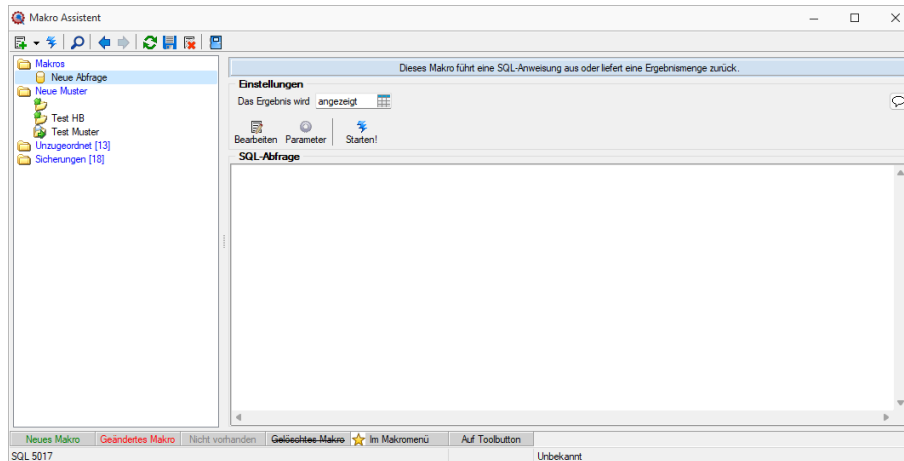 Makro Assistent
Makros
Neue Abfrage
Neue Muster
Test HB
Test Muster
Unzugeordnet [13]
Sicherungen [18]
Dieses Makro führt eine SQL-Anweisung aus oder liefert eine Ergebnismenge zurück.
Einstellungen
Das Ergebnis wird angezeigt
Bearbeiten Parameter Starten!
SQL-Abfrage
Neues Makro Geändertes Makro Nicht vorhanden Gelöschtes Makro Im Makromenü Auf Toolbutton
SQL 5017 Unbekannt